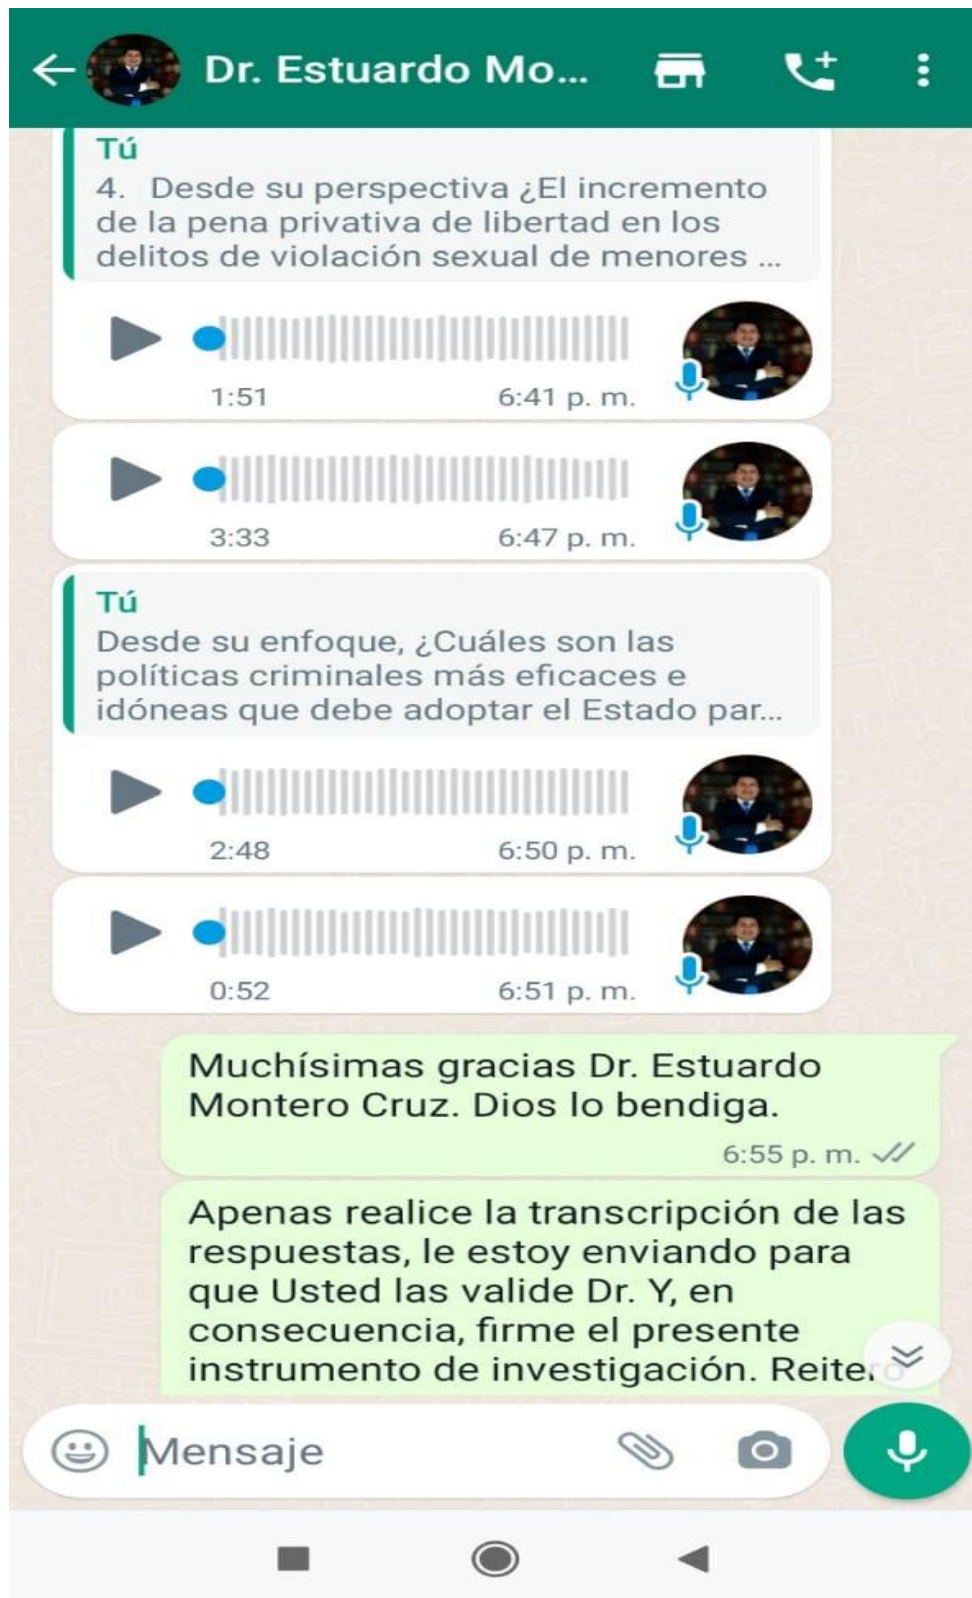 Dr. Estuardo Mo...
Tú
4. Desde su perspectiva ¿El incremento
de la pena privativa de libertad en los
delitos de violación sexual de menores ...
1:51 6:41 p. m.
3:33 6:47 p. m.
Tú
Desde su enfoque, ¿Cuáles son las
políticas criminales más eficaces e
idóneas que debe adoptar el Estado par...
2:48 6:50 p. m.
0:52 6:51 p. m.
Muchísimas gracias Dr. Estuardo
Montero Cruz. Dios lo bendiga.
6:55 p. m.
Apenas realice la transcripción de las
respuestas, le estoy enviando para
que Usted las valide Dr. Y, en
consecuencia, firme el presente
instrumento de investigación. Reitero
Mensaje